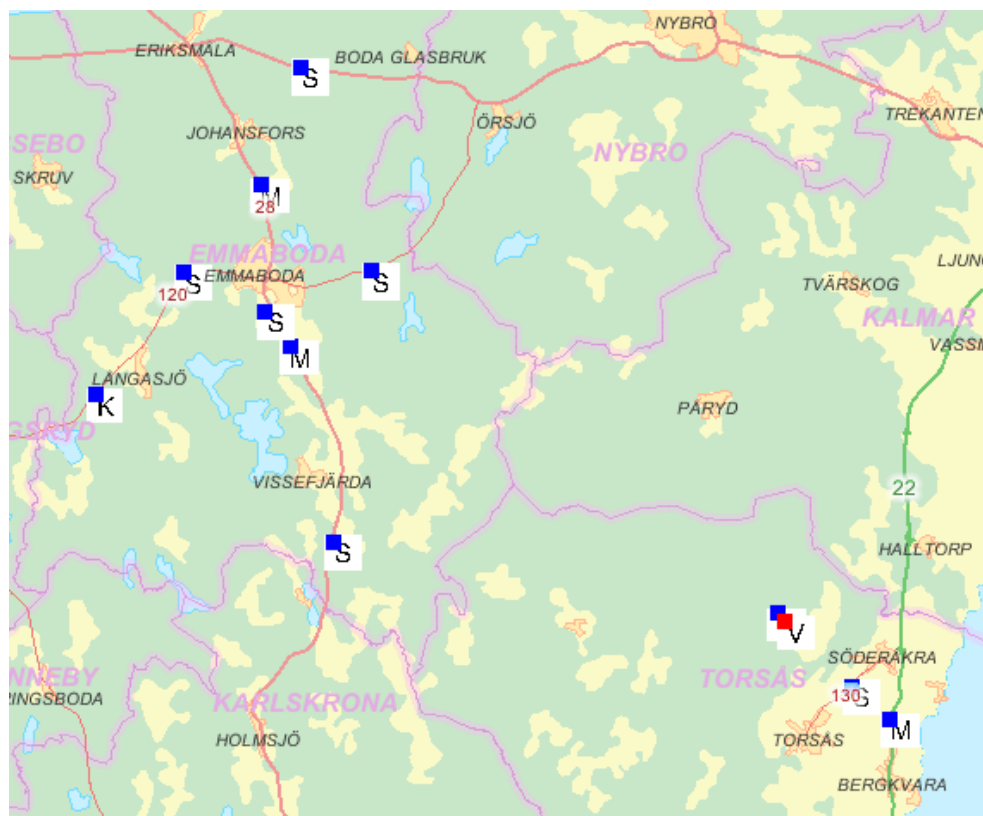 NYBRO
ERIKSMÅLA
BODA GLASBRUK
S
TREKANTEN
ÖRSJÖ
JOHANSFORS
SSEBO
NYBRO
SKRUV
M
28
EMMABODA
LJUNG
S
EMMABODA
S
TVÄRSKOG
120
KALMAR
S
VASSM
M
LÅNGASJÖ
K
PÅRYD
GSRYD
VISSEFJÄRDA
22
S
HALLTORP
V
SÖDERÅKRA
NNEBY
TORSÅS
RINGSBODA
KARLSKRONA
130
S
M
HOLMSJÖ
TORSÅS
BERGKVARA